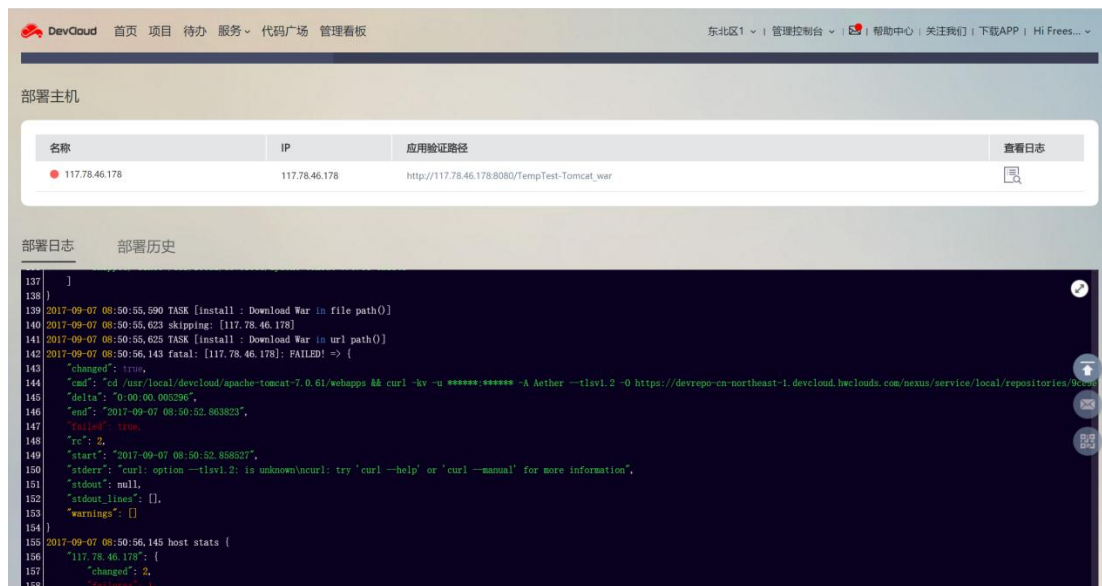 DevCloud 首页 项目 待办 服务 代码广场 管理看板 东北区1 | 管理控制台 | | 帮助中心 | 关注我们 | 下载APP | Hi Frees...
部署主机
名称 IP 应用验证路径 查看日志
117.78.46.178 117.78.46.178 http://117.78.46.178:8080/TempTest-Tomcat_war
部署日志 部署历史
137 ]
138 }
139 2017-09-07 08:50:55,590 TASK [install : Download War in file path()]
140 2017-09-07 08:50:55,623 skipping: [117.78.46.178]
141 2017-09-07 08:50:55,625 TASK [install : Download War in url path()]
142 2017-09-07 08:50:56,143 fatal: [117.78.46.178]: FAILED! => {
143 "changed": true,
144 "cmd": "cd /usr/local/devcloud/apache-tomcat-7.0.61/webapps && curl -kv -u ******:****** -A Aether --tlsv1.2 -O https://devrepo-cn-northeast-1.devcloud.hwclouds.com/nexus/service/local/repositories/
145 "delta": "0:00:00.005296",
146 "end": "2017-09-07 08:50:52.863823",
147 "failed": true,
148 "rc": 2,
149 "start": "2017-09-07 08:50:52.858527",
150 "stderr": "curl: option --tlsv1.2: is unknown\ncurl: try 'curl --help' or 'curl --manual' for more information",
151 "stdout": null,
152 "stdout_lines": [],
153 "warnings": []
154 }
155 2017-09-07 08:50:56,145 host stats {
156 "117.78.46.178": {
157 "changed": 2,
158